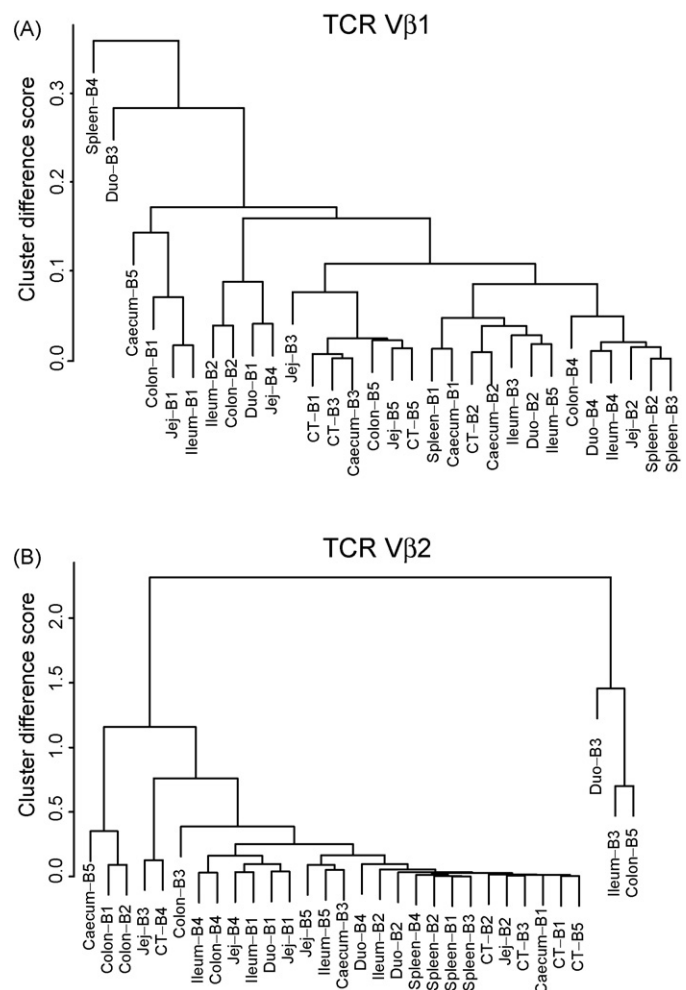 (A)
TCR Vβ1
Cluster difference score
0.3
0.2
0.1
0.0
Spleen–B4
Duo–B3
Caecum–B5
Colon–B1
Jej–B1
Ileum–B1
Ileum–B2
Colon–B2
Duo–B1
Jej–B4
Jej–B3
CT–B1
CT–B3
Caecum–B3
Colon–B5
Jej–B5
CT–B5
Spleen–B1
Caecum–B1
CT–B2
Caecum–B2
Ileum–B3
Duo–B2
Ileum–B5
Colon–B4
Duo–B4
Ileum–B4
Jej–B2
Spleen–B2
Spleen–B3
(B)
TCR Vβ2
Cluster difference score
2.0
1.5
1.0
0.5
0.0
Caecum–B5
Colon–B1
Colon–B2
Jej–B3
CT–B4
Colon–B3
Ileum–B4
Colon–B4
Jej–B4
Ileum–B1
Duo–B1
Jej–B1
Jej–B5
Ileum–B5
Caecum–B3
Duo–B4
Ileum–B2
Duo–B2
Spleen–B4
Spleen–B2
Spleen–B1
Spleen–B3
CT–B2
Jej–B2
CT–B3
Caecum–B1
CT–B1
CT–B5
Duo–B3
Ileum–B3
Colon–B5